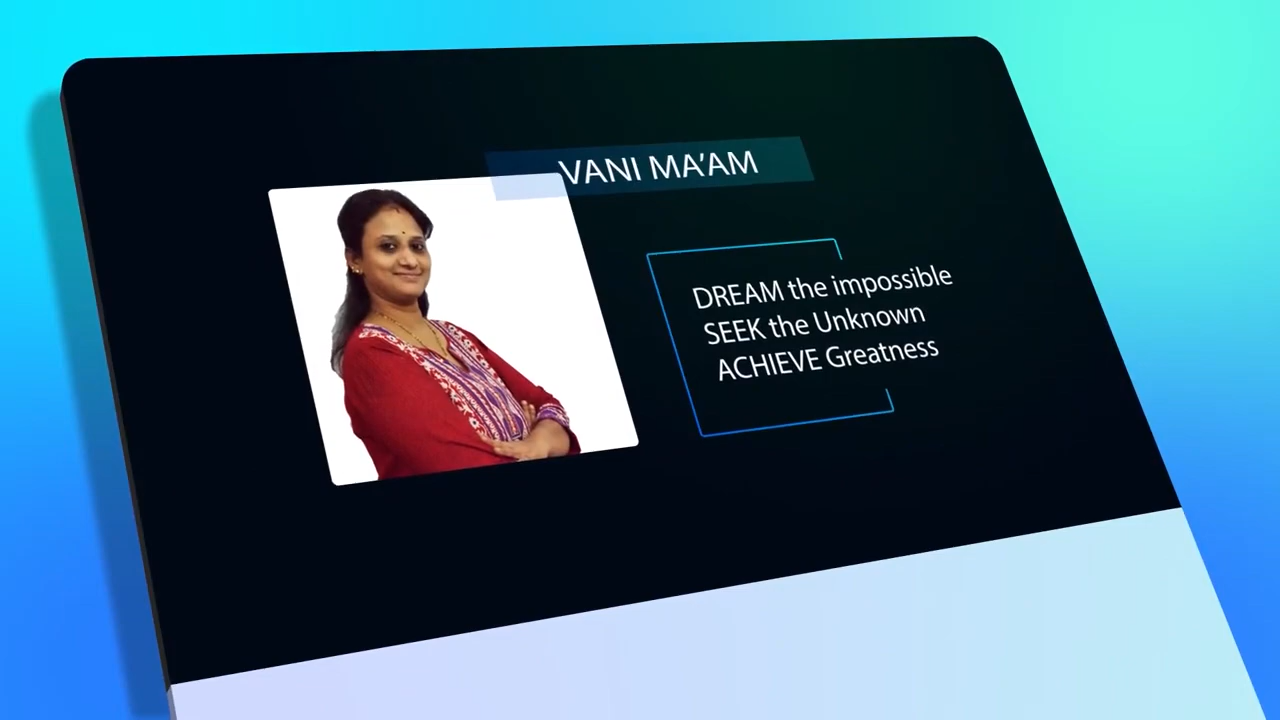 VANI MA’AM
DREAM the impossible
SEEK the Unknown
ACHIEVE Greatness